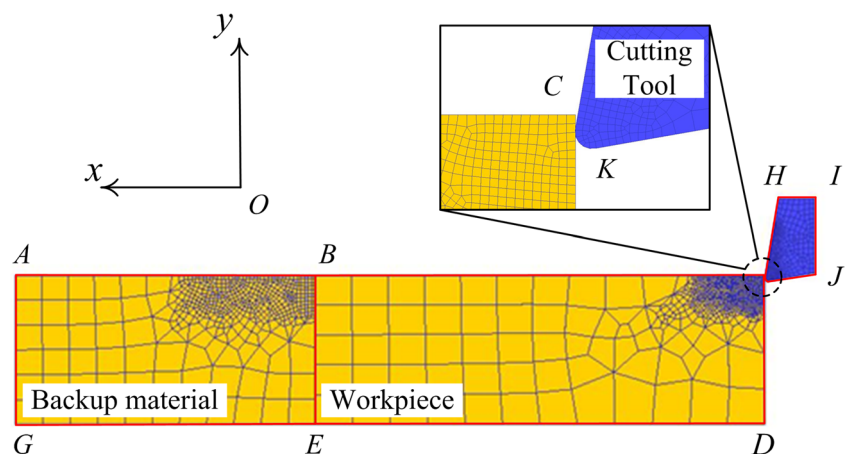 y
x
O
C
Cutting
Tool
K
H
I
A
B
J
Backup material
Workpiece
G
E
D